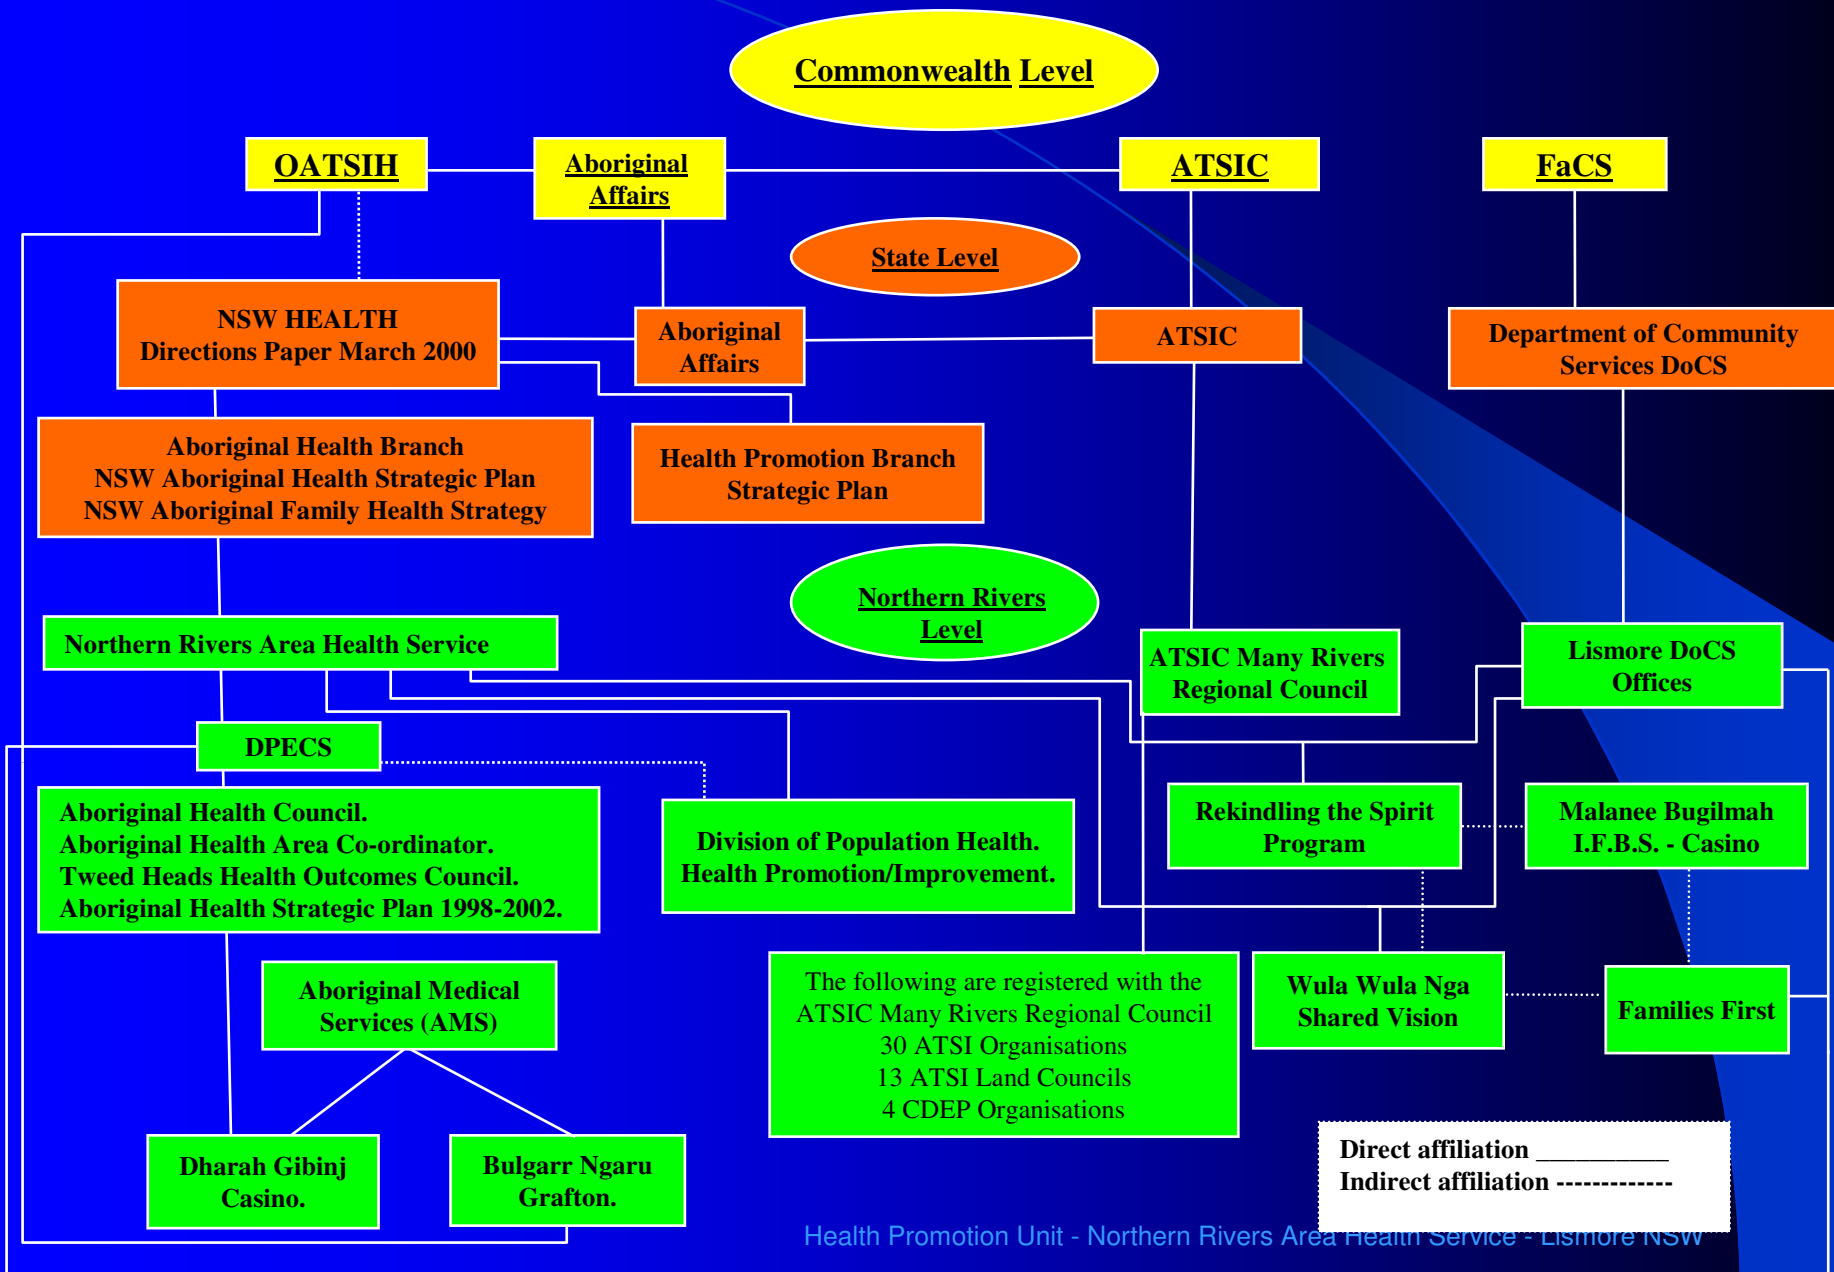 Commonwealth Level
OATSIH
Aboriginal
Affairs
ATSIC
FaCS
State Level
NSW HEALTH
Directions Paper March 2000
Aboriginal
Affairs
ATSIC
Department of Community
Services DoCS
Aboriginal Health Branch
NSW Aboriginal Health Strategic Plan
NSW Aboriginal Family Health Strategy
Health Promotion Branch
Strategic Plan
Northern Rivers
Level
Northern Rivers Area Health Service
ATSIC Many Rivers
Regional Council
Lismore DoCS
Offices
DPECS
Aboriginal Health Council.
Aboriginal Health Area Co-ordinator.
Tweed Heads Health Outcomes Council.
Aboriginal Health Strategic Plan 1998-2002.
Division of Population Health.
Health Promotion/Improvement.
Rekindling the Spirit
Program
Malanee Bugilmah
I.F.B.S. - Casino
Aboriginal Medical
Services (AMS)
The following are registered with the
ATSIC Many Rivers Regional Council
30 ATSI Organisations
13 ATSI Land Councils
4 CDEP Organisations
Wula Wula Nga
Shared Vision
Families First
Dharah Gibinj
Casino.
Bulgarr Ngaru
Grafton.
Direct affiliation __________
Indirect affiliation -------------
Health Promotion Unit - Northern Rivers Area Health Service - Lismore NSW